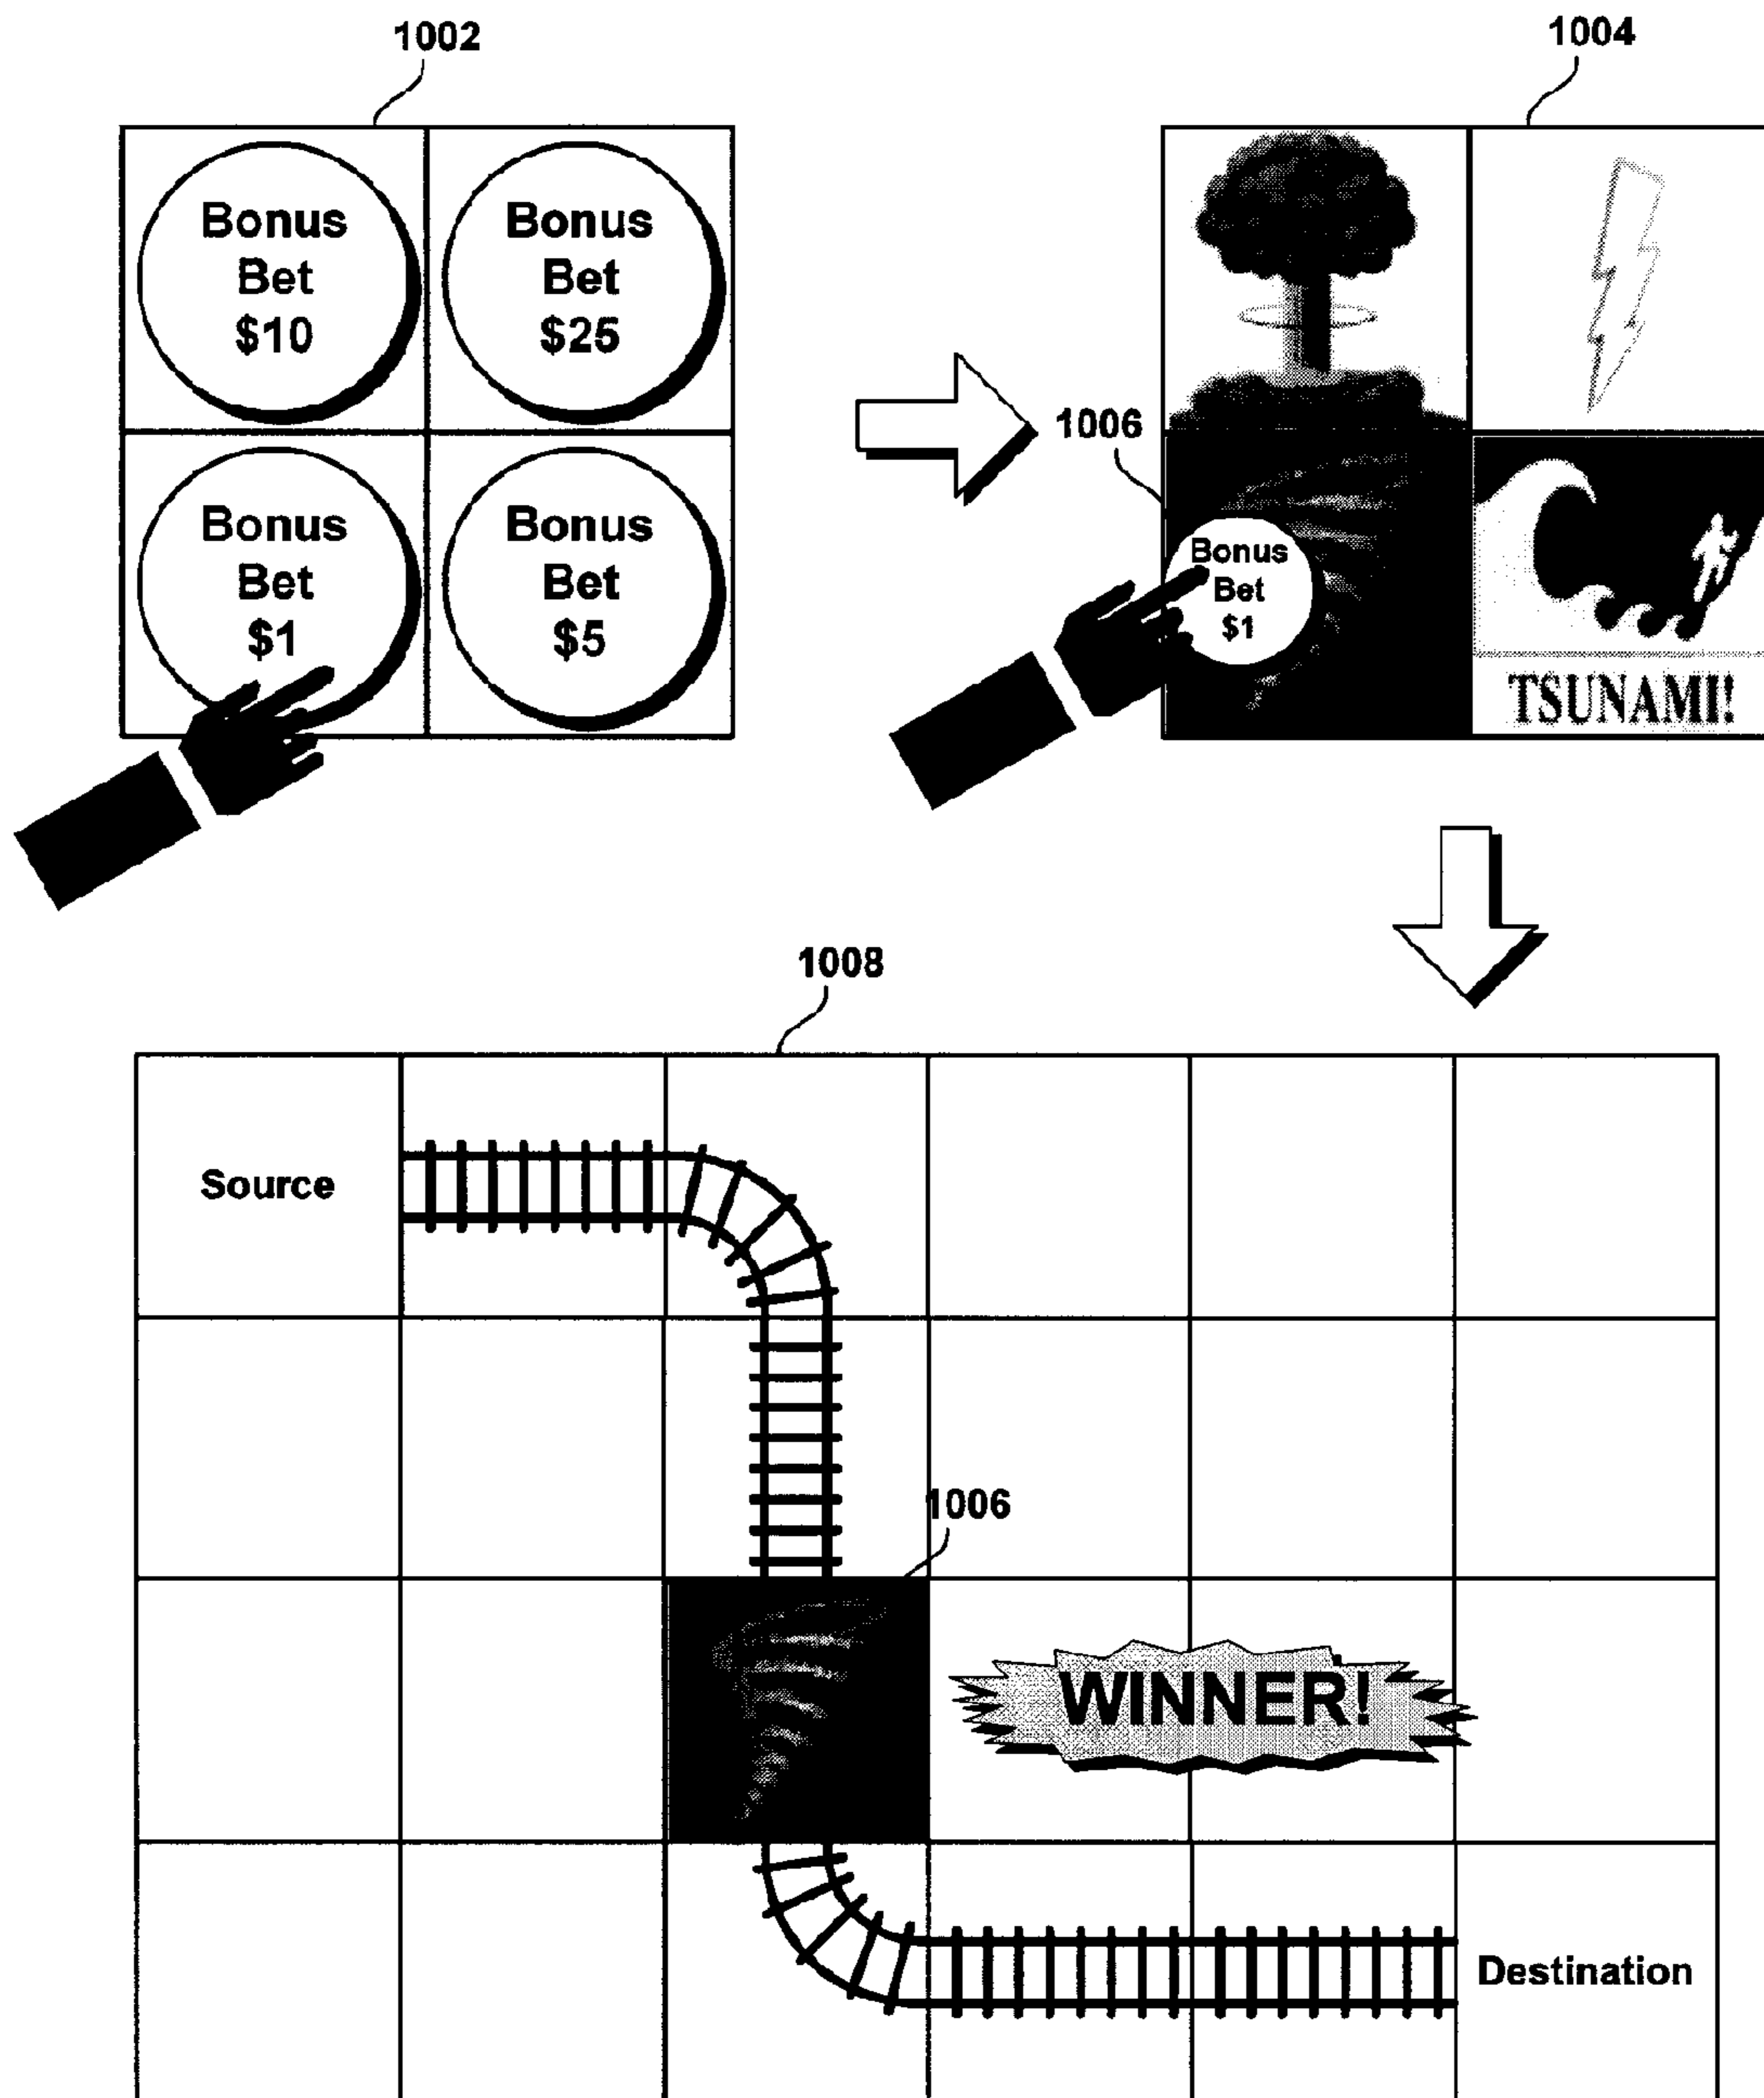 1002
1004
Bonus
Bet
$10
Bonus
Bet
$25
Bonus
Bet
$1
Bonus
Bet
$5
1006
Bonus
Bet
$1
TSUNAMI!
1008
Source
1006
WINNER!
Destination